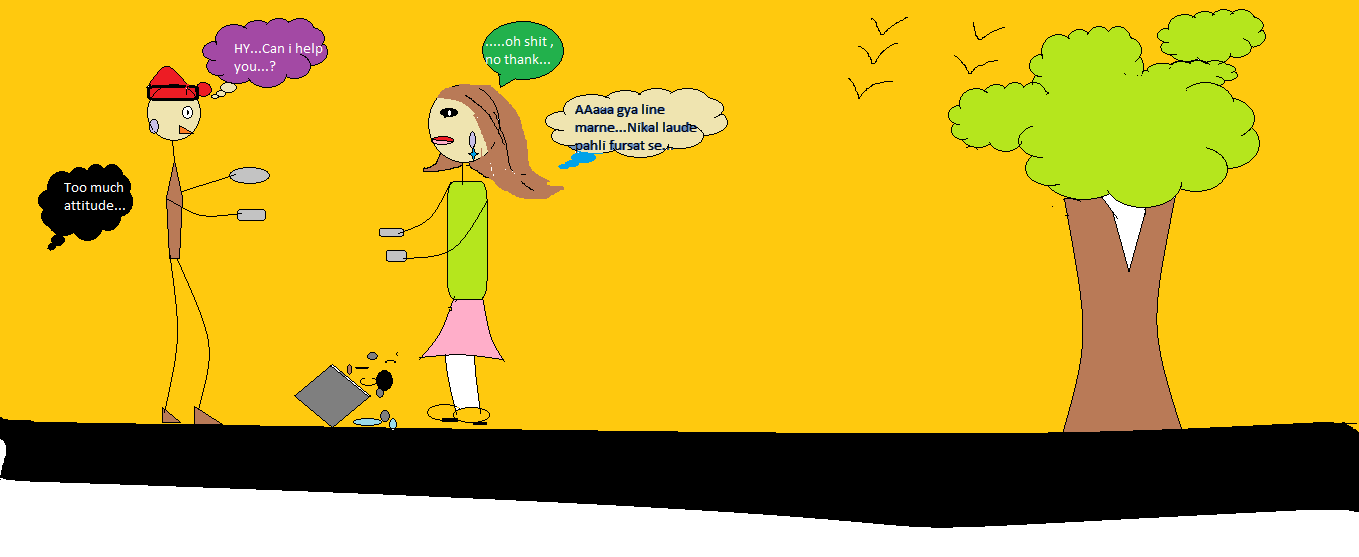 HY...Can i help
you...?
.....oh shit ,
no thank...
AAaaa gya line
marne...Nikal laude
pahli fursat se..
Too much
attitude...